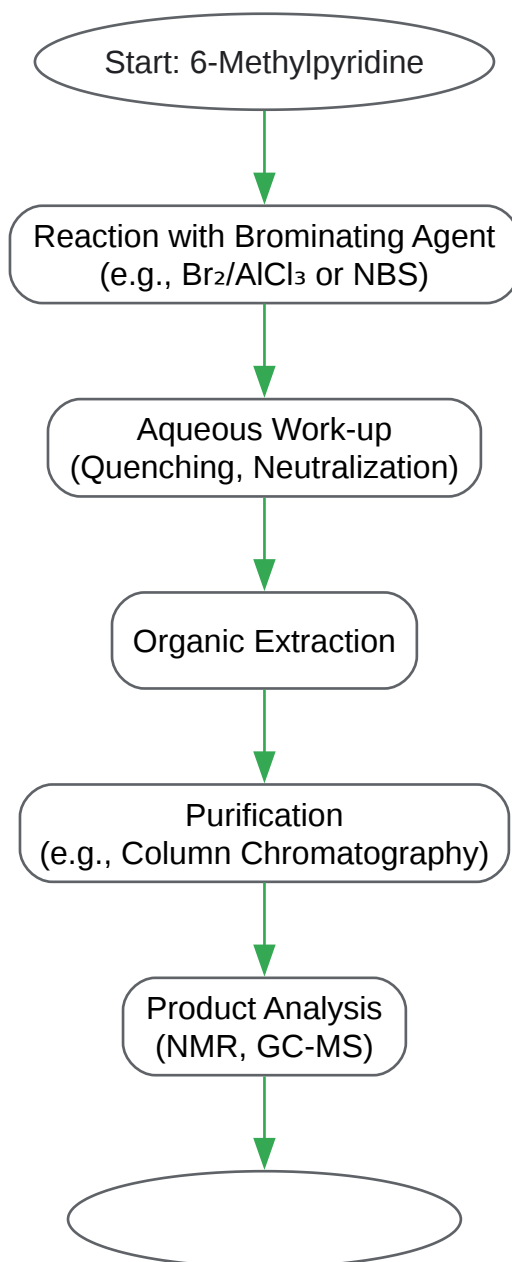 Start: 6-Methylpyridine
Reaction with Brominating Agent
(e.g., Br₂/AlCl₃ or NBS)
Aqueous Work-up
(Quenching, Neutralization)
Organic Extraction
Purification
(e.g., Column Chromatography)
Product Analysis
(NMR, GC-MS)